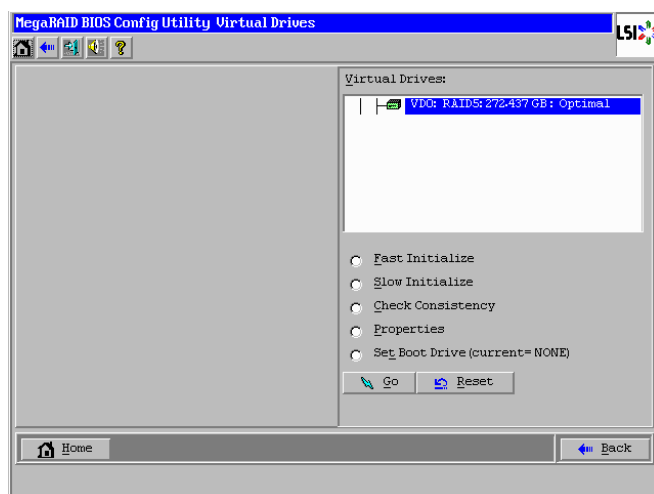 MegaRAID BIOS Config Utility Virtual Drives
LSI
?
Virtual Drives:
VD0: RAID5: 272.437 GB: Optimal
Fast Initialize
Slow Initialize
Check Consistency
Properties
Set Boot Drive (current= NONE)
Go Reset
Home Back